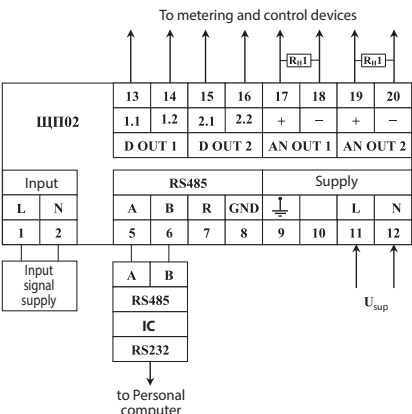 To metering and control devices
Rн1 Rн1
13 14 15 16 17 18 19 20
ЩП02 1.1 1.2 2.1 2.2 + − + −
D OUT 1 D OUT 2 AN OUT 1 AN OUT 2
Input RS485 Supply
L N A B R GND L N
1 2 5 6 7 8 9 10 11 12
Input
signal
supply
A B
RS485
IC
RS232
Usup
to Personal
computer